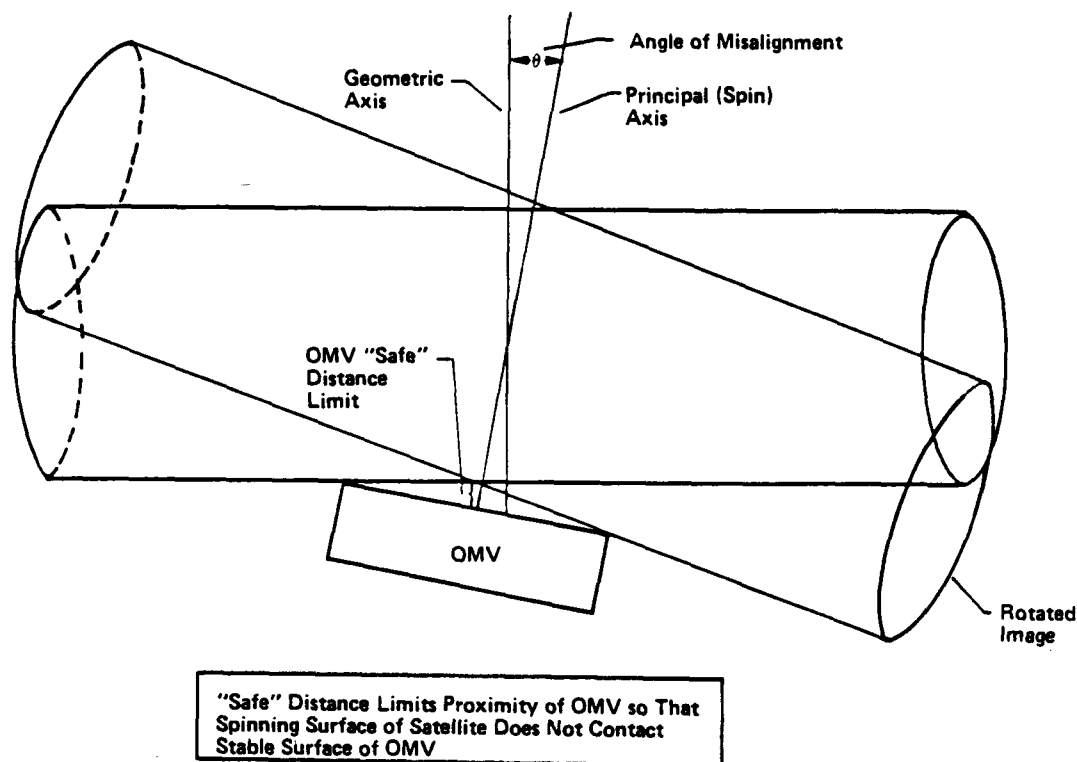 Angle of Misalignment
θ
Geometric
Axis
Principal (Spin)
Axis
OMV "Safe"
Distance
Limit
OMV
Rotated
Image
"Safe" Distance Limits Proximity of OMV so That
Spinning Surface of Satellite Does Not Contact
Stable Surface of OMV